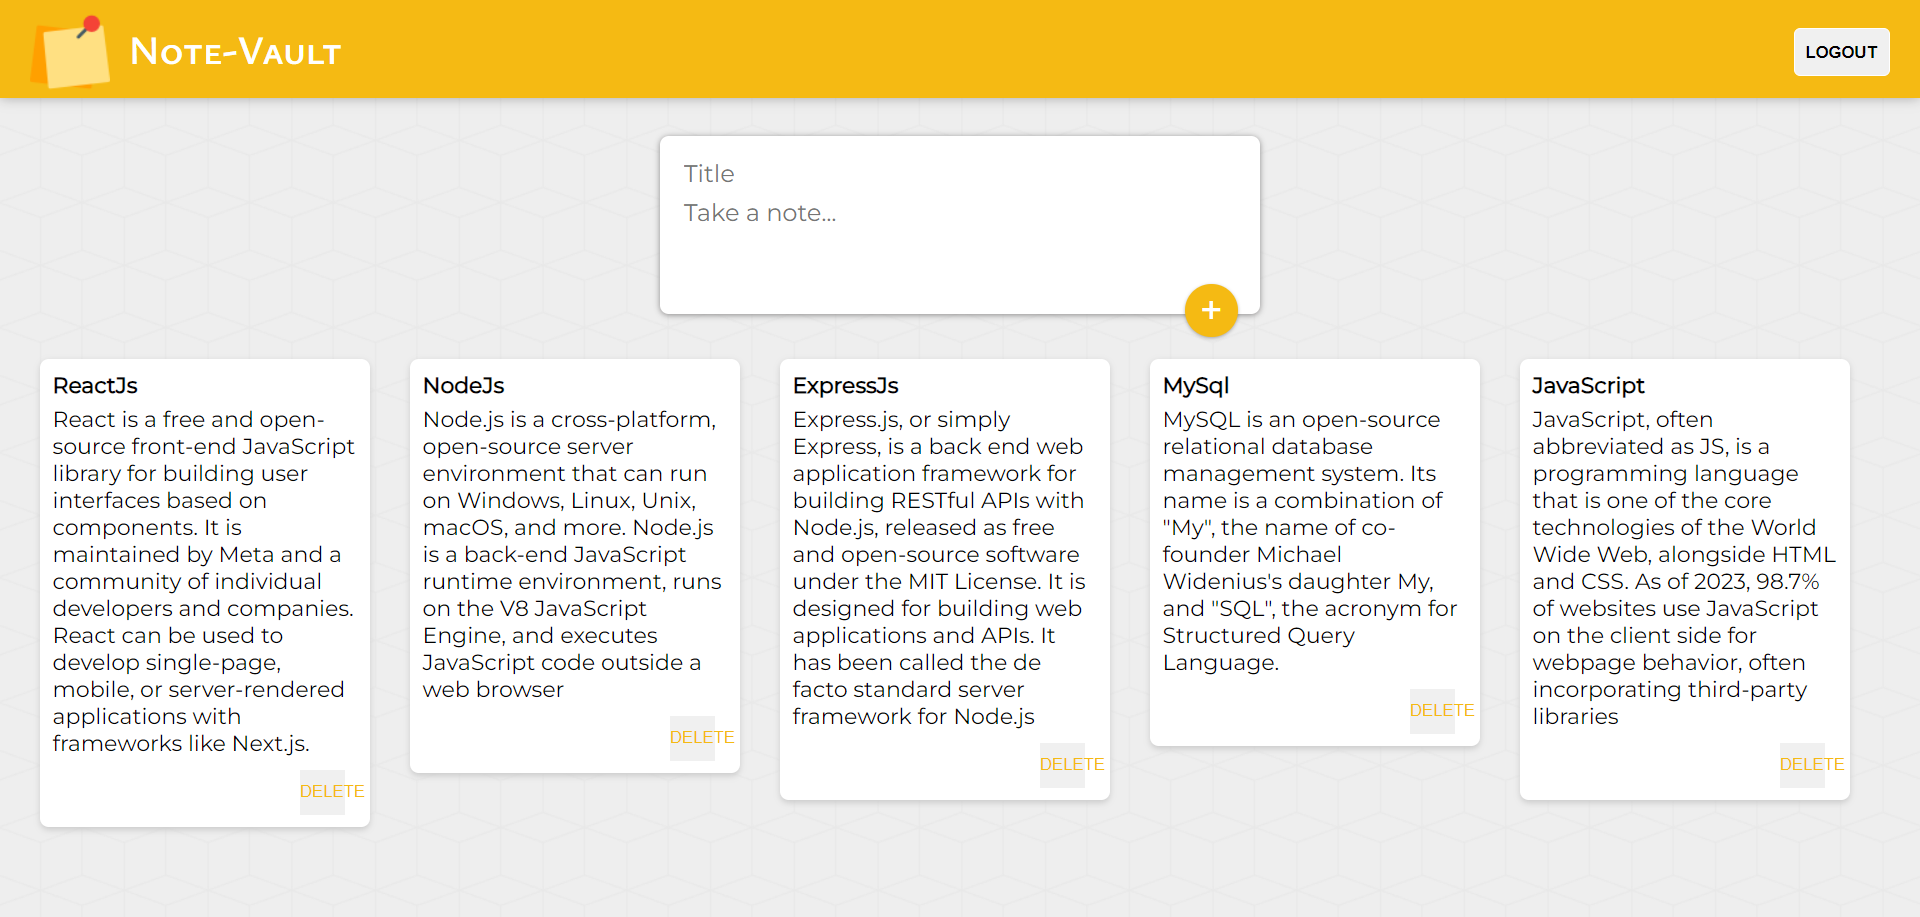 Note-Vault
LOGOUT
Title
Take a note...
+
ReactJs
React is a free and open-
source front-end JavaScript
library for building user
interfaces based on
components. It is
maintained by Meta and a
community of individual
developers and companies.
React can be used to
develop single-page,
mobile, or server-rendered
applications with
frameworks like Next.js.
DELETE
NodeJs
Node.js is a cross-platform,
open-source server
environment that can run
on Windows, Linux, Unix,
macOS, and more. Node.js
is a back-end JavaScript
runtime environment, runs
on the V8 JavaScript
Engine, and executes
JavaScript code outside a
web browser
DELETE
ExpressJs
Express.js, or simply
Express, is a back end web
application framework for
building RESTful APIs with
Node.js, released as free
and open-source software
under the MIT License. It is
designed for building web
applications and APIs. It
has been called the de
facto standard server
framework for Node.js
DELETE
MySql
MySQL is an open-source
relational database
management system. Its
name is a combination of
"My", the name of co-
founder Michael
Widenius's daughter My,
and "SQL", the acronym for
Structured Query
Language.
DELETE
JavaScript
JavaScript, often
abbreviated as JS, is a
programming language
that is one of the core
technologies of the World
Wide Web, alongside HTML
and CSS. As of 2023, 98.7%
of websites use JavaScript
on the client side for
webpage behavior, often
incorporating third-party
libraries
DELETE